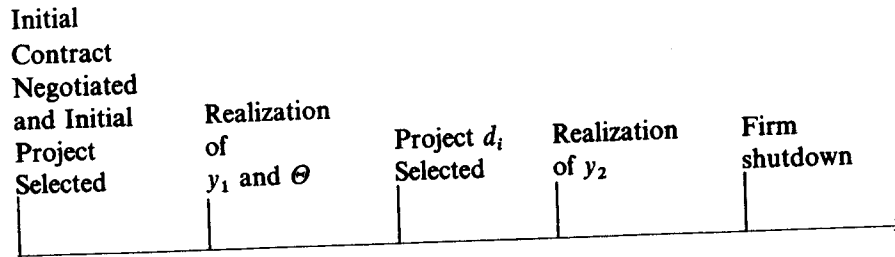 Initial
Contract
Negotiated
and Initial
Project
Selected
Realization
of
y₁ and Θ
Project dᵢ
Selected
Realization
of y₂
Firm
shutdown